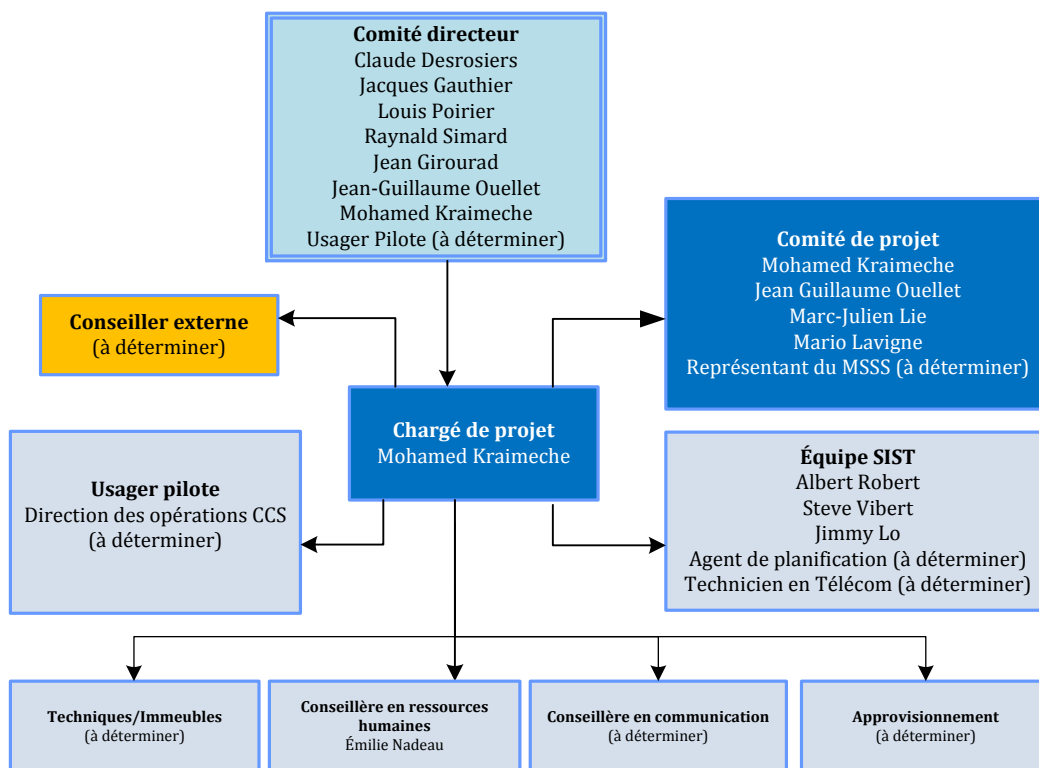 Comité directeur
Claude Desrosiers
Jacques Gauthier
Louis Poirier
Raynald Simard
Jean Girourad
Jean-Guillaume Ouellet
Mohamed Kraimeche
Usager Pilote (à déterminer)
Comité de projet
Mohamed Kraimeche
Jean Guillaume Ouellet
Marc-Julien Lie
Mario Lavigne
Représentant du MSSS (à déterminer)
Conseiller externe
(à déterminer)
Chargé de projet
Mohamed Kraimeche
Usager pilote
Direction des opérations CCS
(à déterminer)
Équipe SIST
Albert Robert
Steve Vibert
Jimmy Lo
Agent de planification (à déterminer)
Technicien en Télécom (à déterminer)
Techniques/Immeubles
(à déterminer)
Conseillère en ressources
humaines
Émilie Nadeau
Conseillère en communication
(à déterminer)
Approvisionnement
(à déterminer)